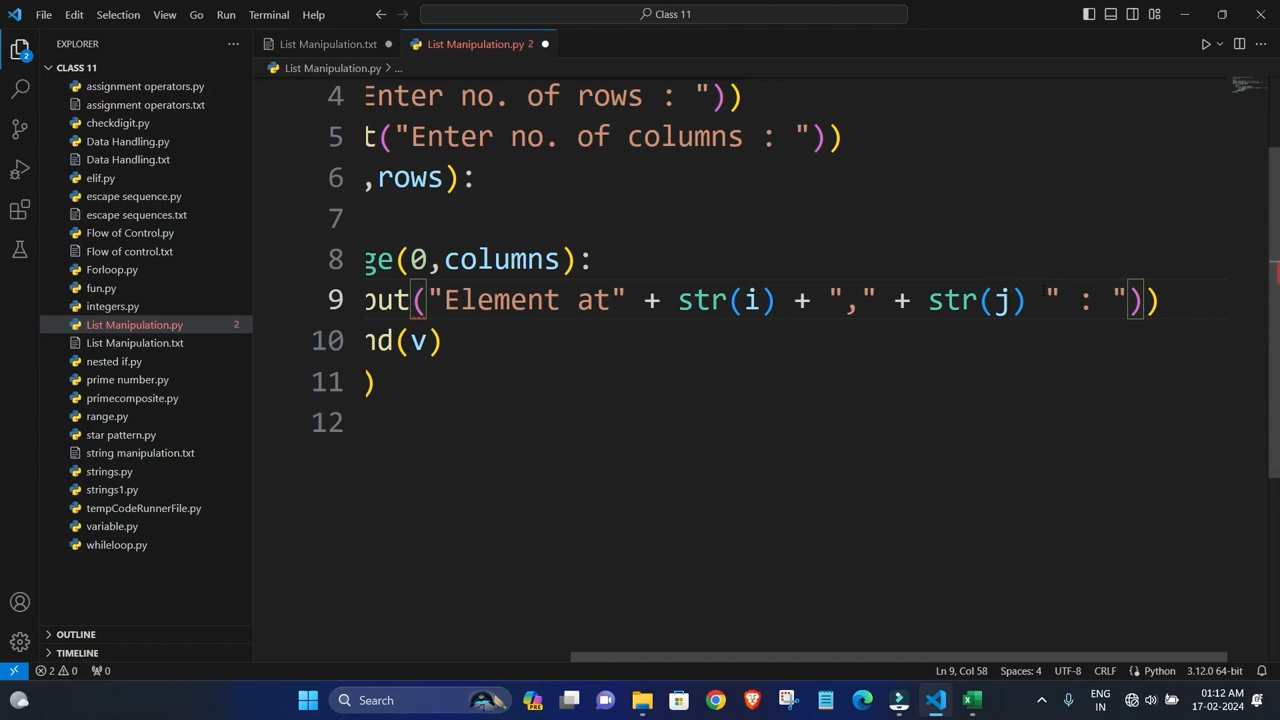 File Edit Selection View Go Run Terminal Help
Class 11
EXPLORER
CLASS 11
assignment operators.py
assignment operators.txt
checkdigit.py
Data Handling.py
Data Handling.txt
elif.py
escape sequence.py
escape sequences.txt
Flow of Control.py
Flow of control.txt
Forloop.py
fun.py
integers.py
List Manipulation.py 2
List Manipulation.txt
nested if.py
prime number.py
primecomposite.py
range.py
star pattern.py
string manipulation.txt
strings.py
strings1.py
tempCodeRunnerFile.py
variable.py
whileloop.py
OUTLINE
TIMELINE
2
List Manipulation.txt
List Manipulation.py 2
List Manipulation.py > ...
4 Enter no. of rows : "))
5 t("Enter no. of columns : "))
6 ,rows):
7
8 ge(0,columns):
9 put("Element at" + str(i) + "," + str(j) " : "))
10 nd(v)
11 )
12
2 0 0
Ln 9, Col 58 Spaces: 4 UTF-8 CRLF Python 3.12.0 64-bit
Search
PRE
ENG
IN
01:12 AM
17-02-2024